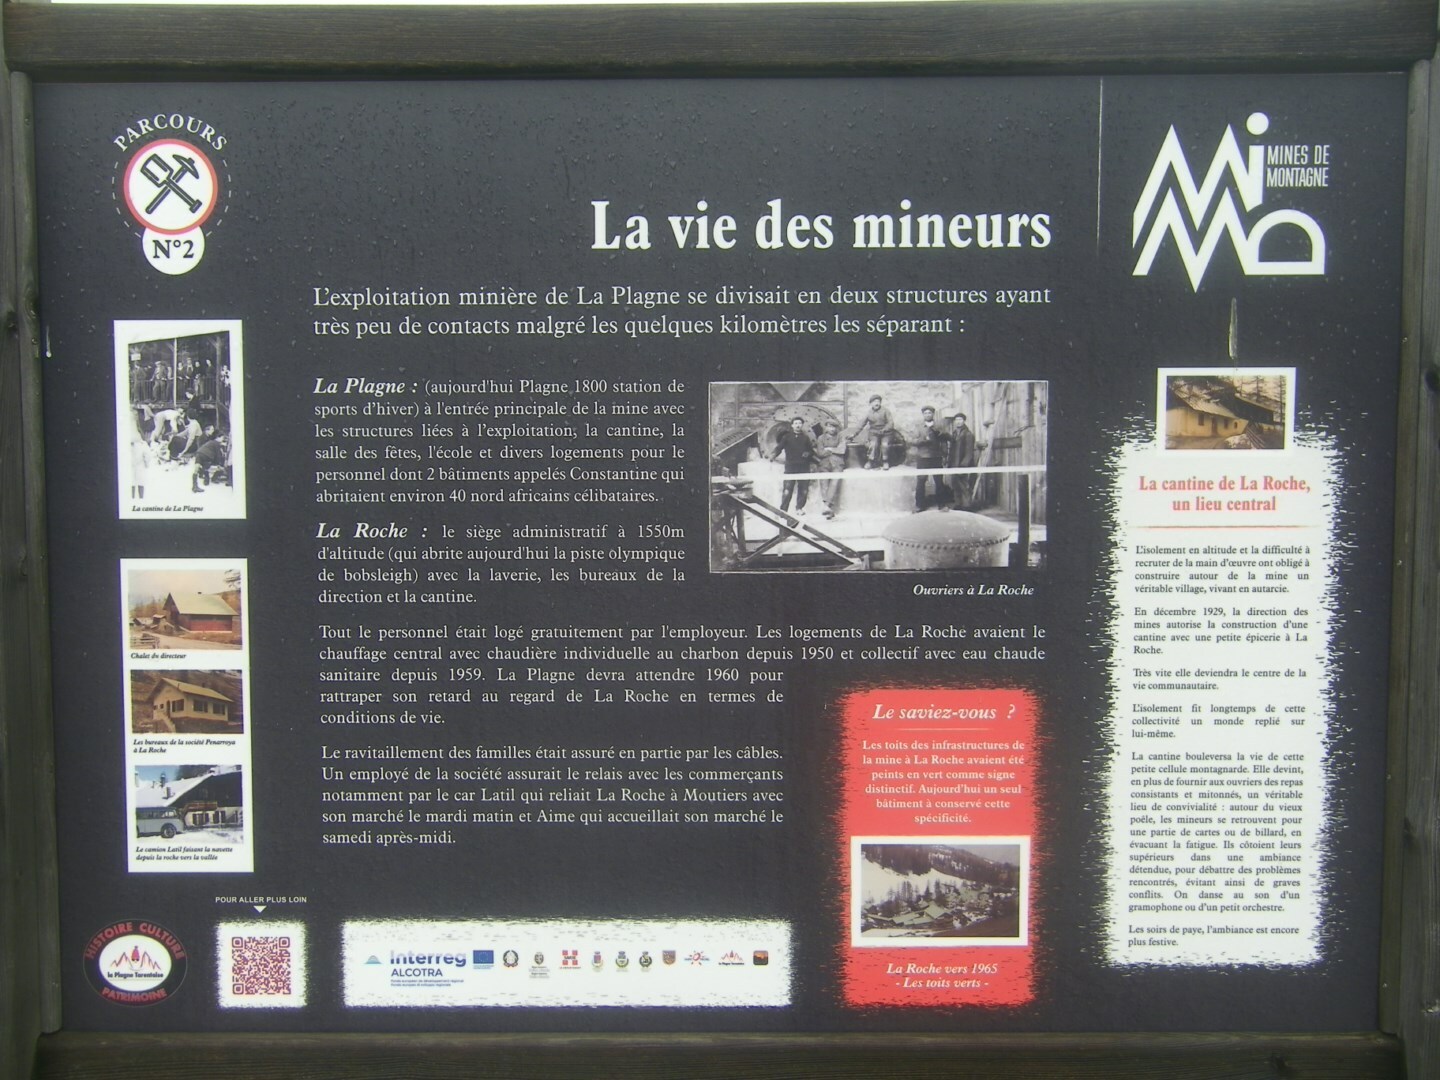 PARCOURS
N°2
MINES DE
MONTAGNE
La vie des mineurs
L'exploitation minière de La Plagne se divisait en deux structures ayant
très peu de contacts malgré les quelques kilomètres les séparant :
La Plagne : (aujourd'hui Plagne 1800 station de
sports d'hiver) à l'entrée principale de la mine avec
les structures liées à l'exploitation, la cantine, la
salle des fêtes, l'école et divers logements pour le
personnel dont 2 bâtiments appelés Constantine qui
abritaient environ 40 nord africains célibataires.
La Roche : le siège administratif à 1550m
d'altitude (qui abrite aujourd'hui la piste olympique
de bobsleigh) avec la laverie, les bureaux de la
direction et la cantine.
Ouvriers à La Roche
Tout le personnel était logé gratuitement par l'employeur. Les logements de La Roche avaient le
chauffage central avec chaudière individuelle au charbon depuis 1950 et collectif avec eau chaude
sanitaire depuis 1959. La Plagne devra attendre 1960 pour
rattraper son retard au regard de La Roche en termes de
conditions de vie.
Le ravitaillement des familles était assuré en partie par les câbles.
Un employé de la société assurait le relais avec les commerçants
notamment par le car Latil qui reliait La Roche à Moutiers avec
son marché le mardi matin et Aime qui accueillait son marché le
samedi après-midi.
La cantine de La Plagne
Chalet du directeur
Les bureaux de la société Penarroya
à La Roche
Le camion Latil faisant la navette
depuis la roche vers la vallée
Le saviez-vous ?
Les toits des infrastructures de
la mine à La Roche avaient été
peints en vert comme signe
distinctif. Aujourd'hui un seul
bâtiment à conservé cette
spécificité.
La Roche vers 1965
- Les toits verts -
La cantine de La Roche,
un lieu central
L'isolement en altitude et la difficulté à
recruter de la main d'œuvre ont obligé à
construire autour de la mine un
véritable village, vivant en autarcie.
En décembre 1929, la direction des
mines autorise la construction d'une
cantine avec une petite épicerie à La
Roche.
Très vite elle deviendra le centre de la
vie communautaire.
L'isolement fit longtemps de cette
collectivité un monde replié sur
lui-même.
La cantine bouleversa la vie de cette
petite cellule montagnarde. Elle devint,
en plus de fournir aux ouvriers des repas
consistants et mitonnés, un véritable
lieu de convivialité : autour du vieux
poêle, les mineurs se retrouvent pour
une partie de cartes ou de billard, en
évacuant la fatigue. Ils côtoient leurs
supérieurs dans une ambiance
détendue, pour débattre des problèmes
rencontrés, évitant ainsi de graves
conflits. On danse au son d'un
gramophone ou d'un petit orchestre.
Les soirs de paye, l'ambiance est encore
plus festive.
POUR ALLER PLUS LOIN
HISTOIRE CULTURE
la Plagne Tarentaise
PATRIMOINE
Interreg
ALCOTRA